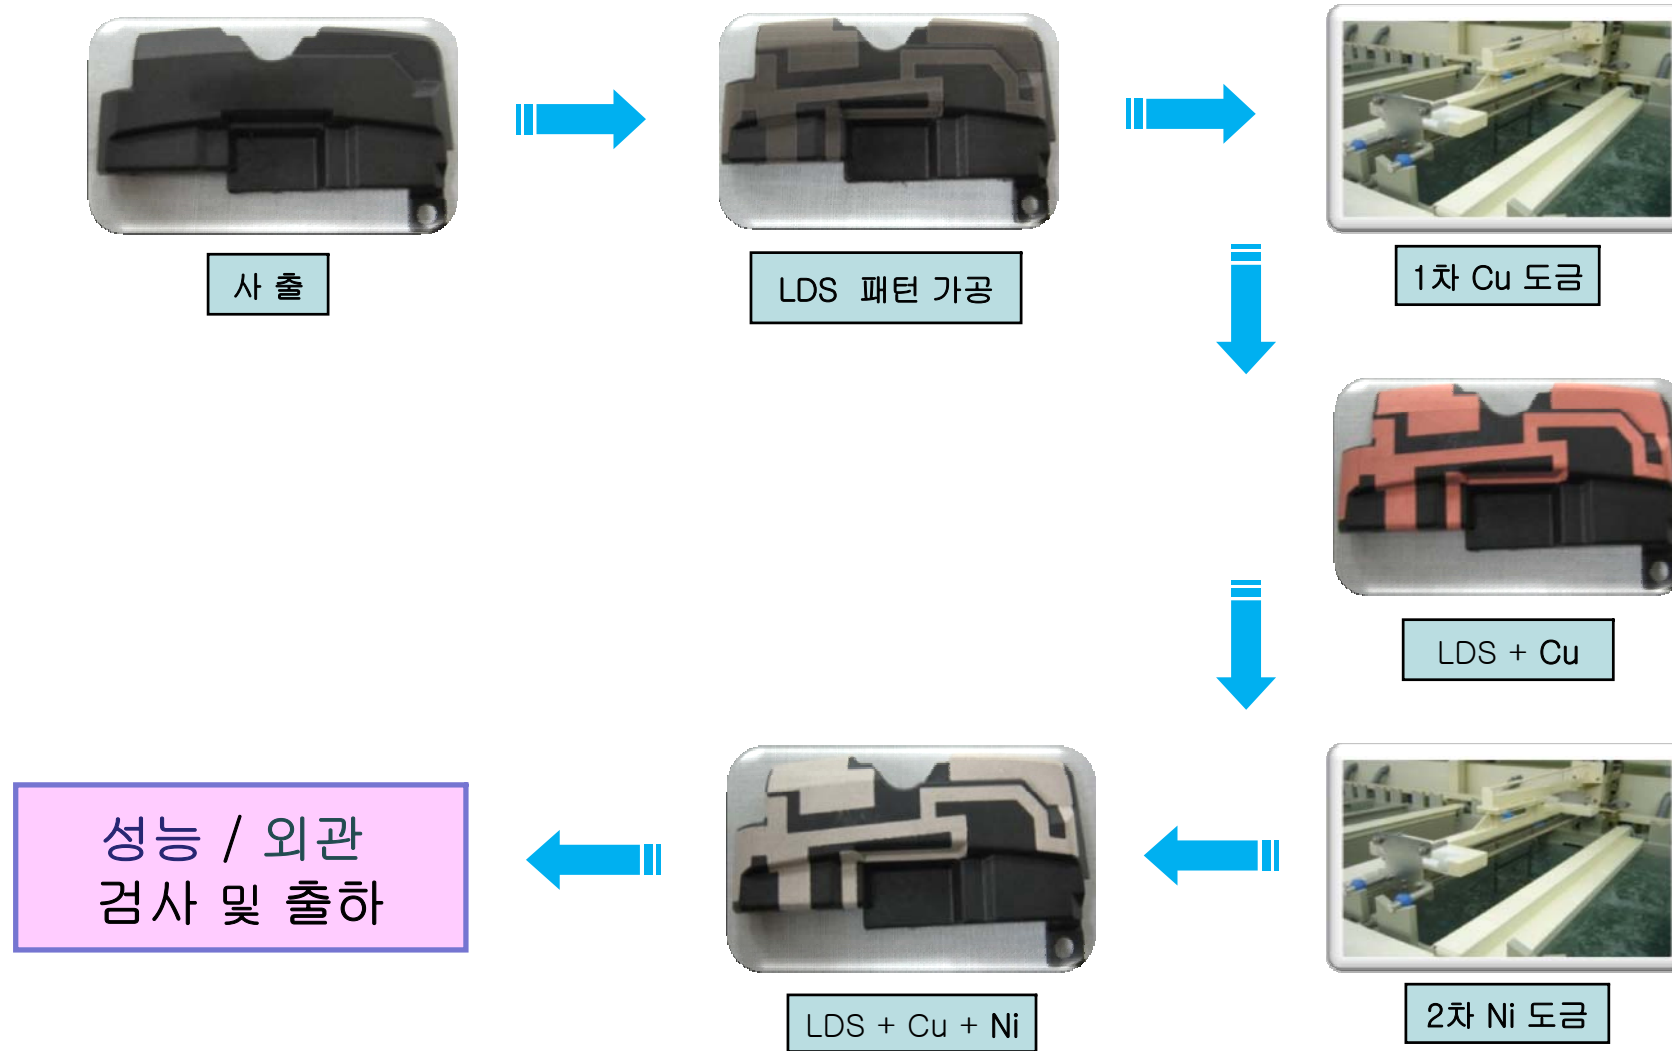 사 출
LDS 패턴 가공
1차 Cu 도금
LDS + Cu
2차 Ni 도금
LDS + Cu + Ni
성능 / 외관
검사 및 출하